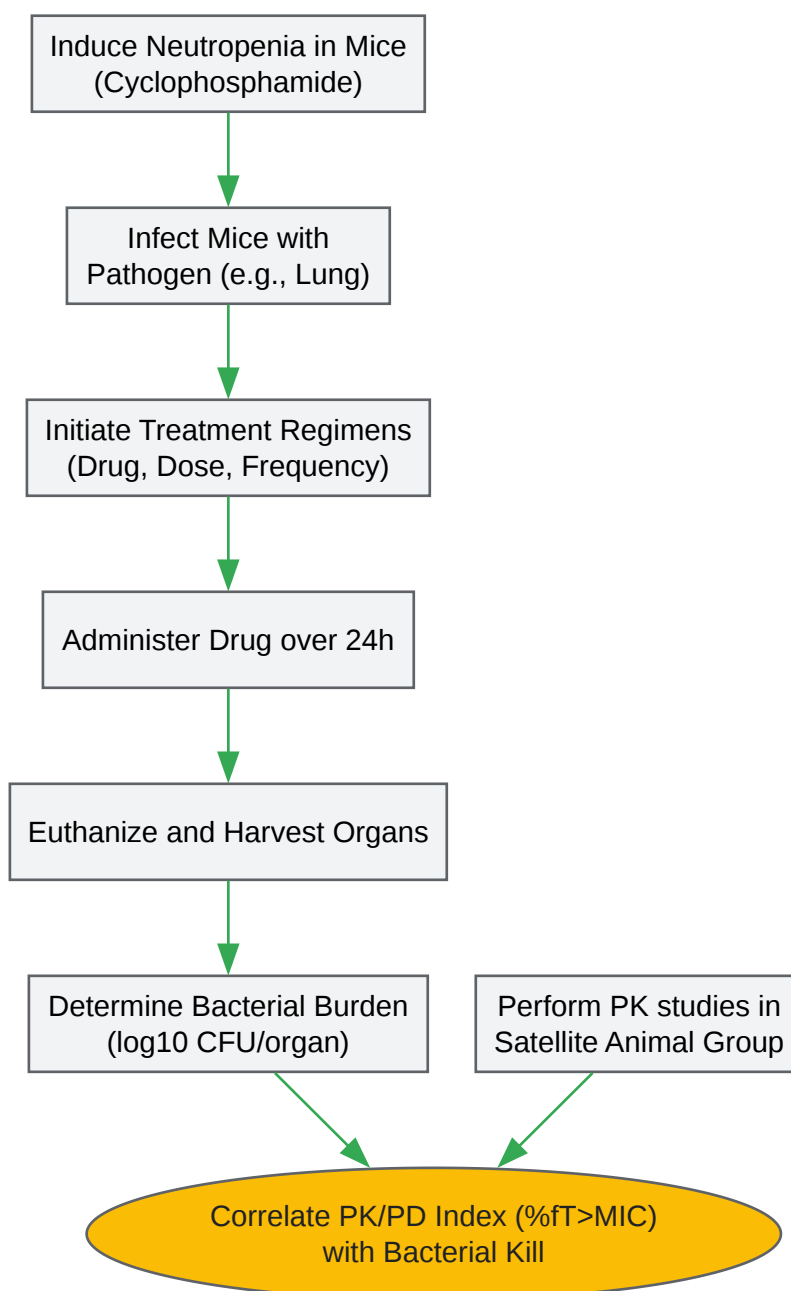 Induce Neutropenia in Mice
(Cyclophosphamide)
Infect Mice with
Pathogen (e.g., Lung)
Initiate Treatment Regimens
(Drug, Dose, Frequency)
Administer Drug over 24h
Euthanize and Harvest Organs
Determine Bacterial Burden
(log10 CFU/organ)
Perform PK studies in
Satellite Animal Group
Correlate PK/PD Index (%fT>MIC)
with Bacterial Kill